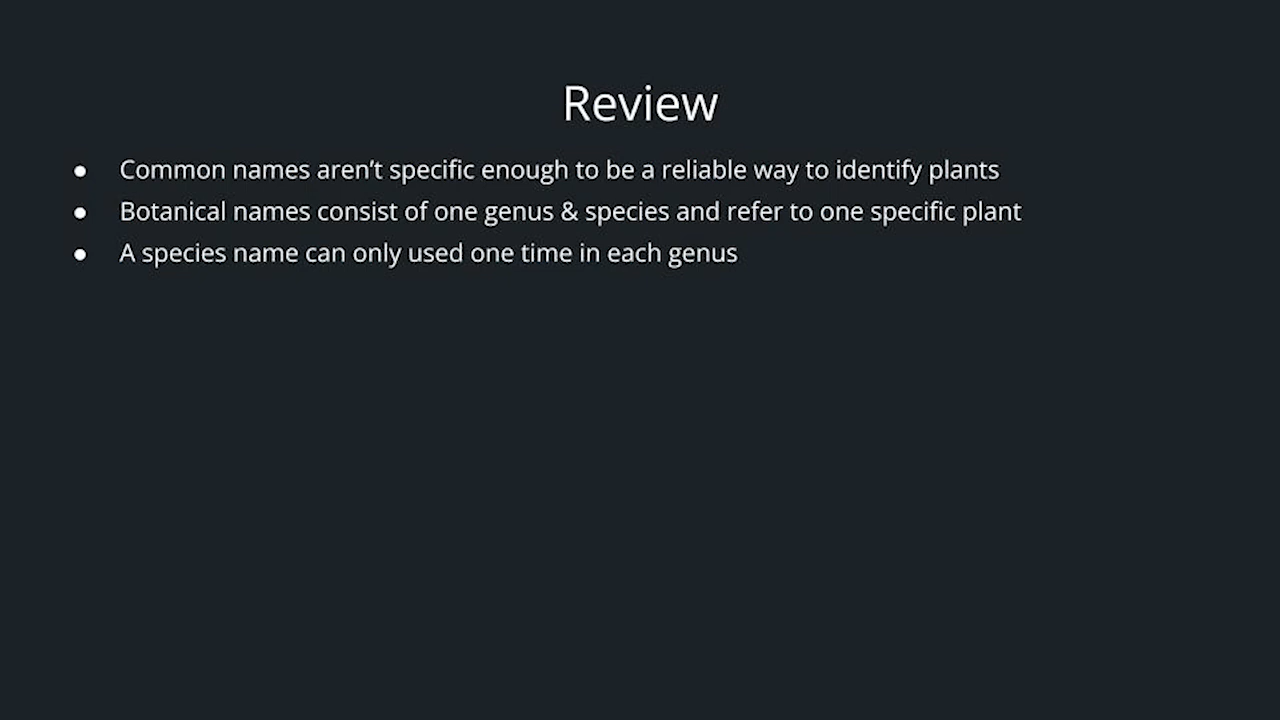 Review
● Common names aren’t specific enough to be a reliable way to identify plants
● Botanical names consist of one genus & species and refer to one specific plant
● A species name can only used one time in each genus